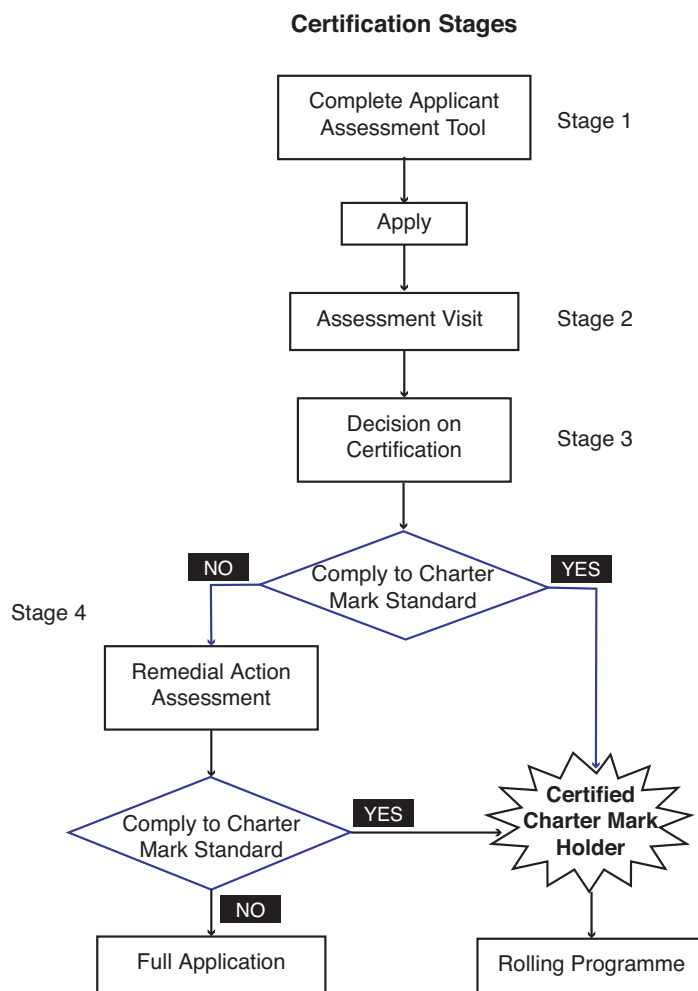 Certification Stages
Complete Applicant
Assessment Tool
Stage 1
Apply
Assessment Visit
Stage 2
Decision on
Certification
Stage 3
NO
Comply to Charter
Mark Standard
YES
Stage 4
Remedial Action
Assessment
Comply to Charter
Mark Standard
YES
Certified
Charter Mark
Holder
NO
Full Application
Rolling Programme